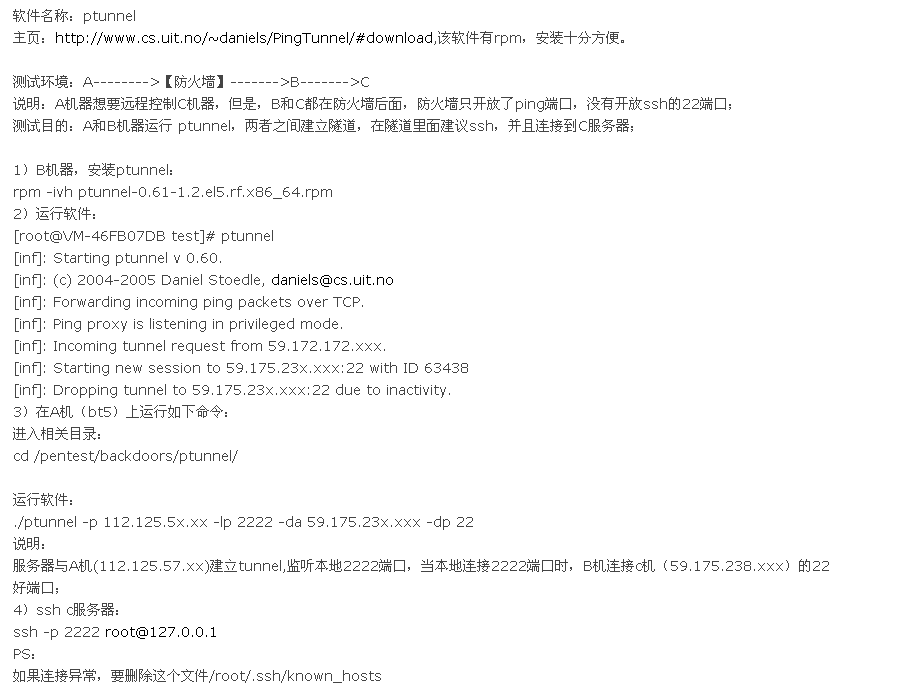 软件名称：ptunnel
主页：http://www.cs.uit.no/~daniels/PingTunnel/#download,该软件有rpm，安装十分方便。
测试环境：A-------->【防火墙】------->B------->C
说明：A机器想要远程控制C机器，但是，B和C都在防火墙后面，防火墙只开放了ping端口，没有开放ssh的22端口；
测试目的：A和B机器运行 ptunnel，两者之间建立隧道，在隧道里面建议ssh，并且连接到C服务器；
1）B机器，安装ptunnel：
rpm -ivh ptunnel-0.61-1.2.el5.rf.x86_64.rpm
2）运行软件：
[root@VM-46FB07DB test]# ptunnel
[inf]: Starting ptunnel v 0.60.
[inf]: (c) 2004-2005 Daniel Stoedle, daniels@cs.uit.no
[inf]: Forwarding incoming ping packets over TCP.
[inf]: Ping proxy is listening in privileged mode.
[inf]: Incoming tunnel request from 59.172.172.xxx.
[inf]: Starting new session to 59.175.23x.xxx:22 with ID 63438
[inf]: Dropping tunnel to 59.175.23x.xxx:22 due to inactivity.
3）在A机（bt5）上运行如下命令：
进入相关目录：
cd /pentest/backdoors/ptunnel/
运行软件：
./ptunnel -p 112.125.5x.xx -lp 2222 -da 59.175.23x.xxx -dp 22
说明：
服务器与A机(112.125.57.xx)建立tunnel,监听本地2222端口，当本地连接2222端口时，B机连接c机（59.175.238.xxx）的22
好端口；
4）ssh c服务器：
ssh -p 2222 root@127.0.0.1
PS：
如果连接异常，要删除这个文件/root/.ssh/known_hosts